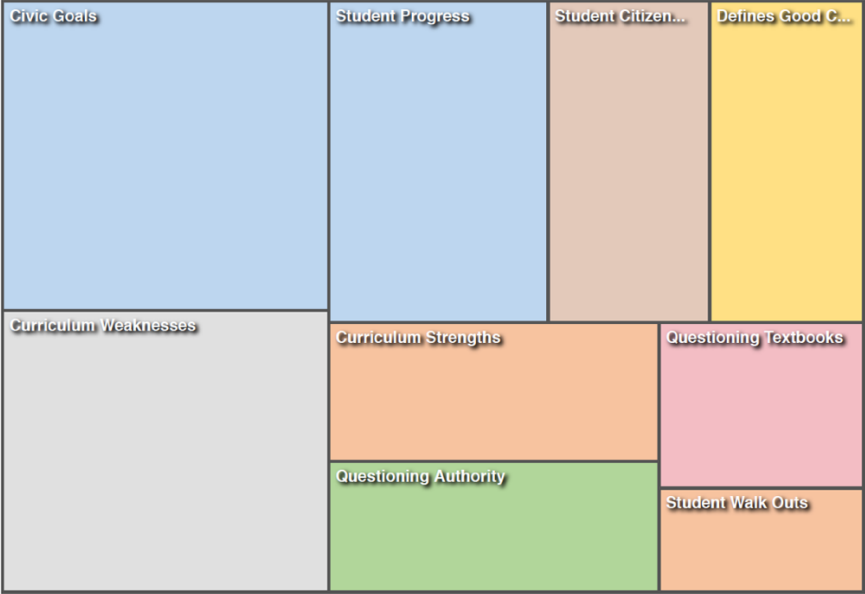 Civic Goals
Student Progress
Student Citizen...
Defines Good C...
Curriculum Weaknesses
Curriculum Strengths
Questioning Textbooks
Questioning Authority
Student Walk Outs